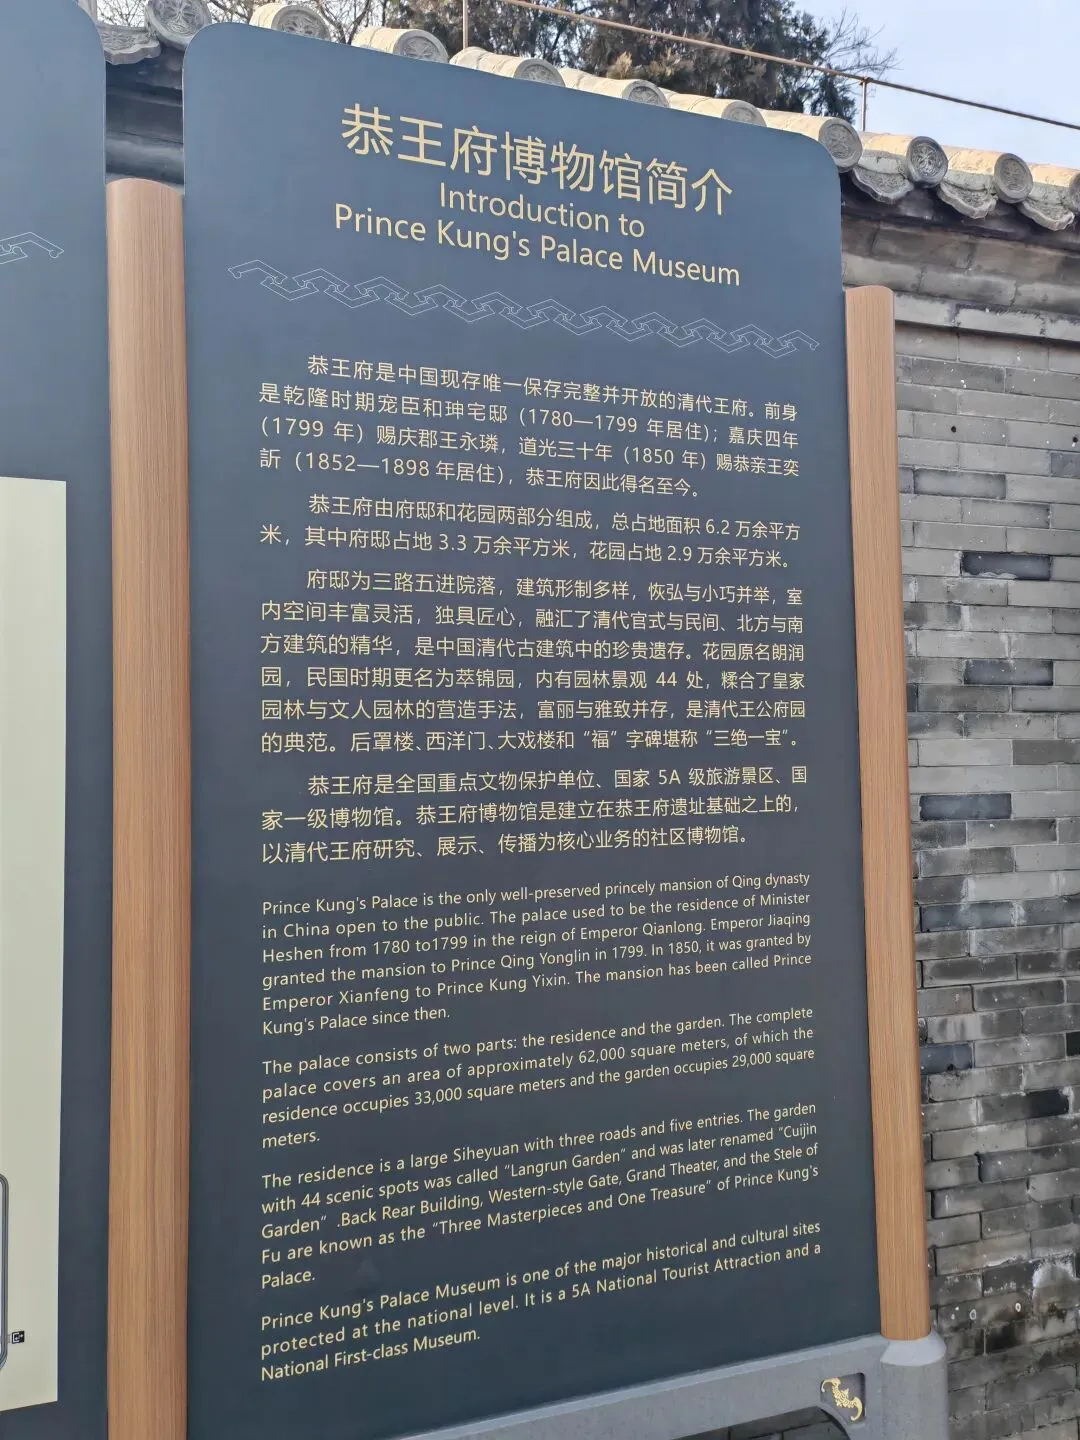 恭王府博物馆简介
Introduction to
Prince Kung's Palace Museum
恭王府是中国现存唯一保存完整并开放的清代王府。前身
是乾隆时期宠臣和珅宅邸（1780—1799 年居住）；嘉庆四年
（1799 年）赐庆郡王永璘，道光三十年（1850 年）赐恭亲王奕
訢（1852—1898 年居住），恭王府因此得名至今。
恭王府由府邸和花园两部分组成，总占地面积 6.2 万余平方
米，其中府邸占地 3.3 万余平方米，花园占地 2.9 万余平方米。
府邸为三路五进院落，建筑形制多样，恢弘与小巧并举，室
内空间丰富灵活，独具匠心，融汇了清代官式与民间、北方与南
方建筑的精华，是中国清代古建筑中的珍贵遗存。花园原名朗润
园，民国时期更名为萃锦园，内有园林景观 44 处，糅合了皇家
园林与文人园林的营造手法，富丽与雅致并存，是清代王公府园
的典范。后罩楼、西洋门、大戏楼和“福”字碑堪称“三绝一宝”。
恭王府是全国重点文物保护单位、国家 5A 级旅游景区、国
家一级博物馆。恭王府博物馆是建立在恭王府遗址基础之上的，
以清代王府研究、展示、传播为核心业务的社区博物馆。
Prince Kung's Palace is the only well-preserved princely mansion of Qing dynasty
in China open to the public. The palace used to be the residence of Minister
Heshen from 1780 to1799 in the reign of Emperor Qianlong. Emperor Jiaqing
granted the mansion to Prince Qing Yonglin in 1799. In 1850, it was granted by
Emperor Xianfeng to Prince Kung Yixin. The mansion has been called Prince
Kung's Palace since then.
The palace consists of two parts: the residence and the garden. The complete
palace covers an area of approximately 62,000 square meters, of which the
residence occupies 33,000 square meters and the garden occupies 29,000 square
meters.
The residence is a large Siheyuan with three roads and five entries. The garden
with 44 scenic spots was called “Langrun Garden” and was later renamed “Cuijin
Garden” .Back Rear Building, Western-style Gate, Grand Theater, and the Stele of
Fu are known as the “Three Masterpieces and One Treasure” of Prince Kung's
Palace.
Prince Kung's Palace Museum is one of the major historical and cultural sites
protected at the national level. It is a 5A National Tourist Attraction and a
National First-class Museum.